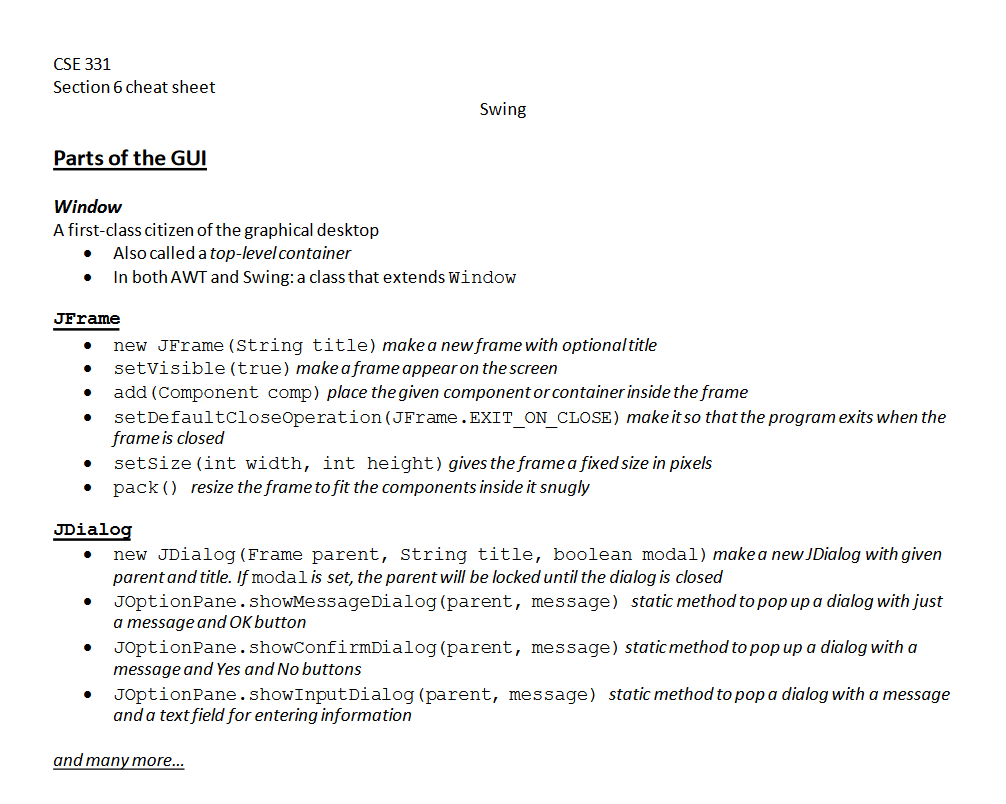 CSE 331
Section 6 cheat sheet
Swing
Parts of the GUI
Window
A first-class citizen of the graphical desktop
• Also called a top-level container
• In both AWT and Swing: a class that extends Window
JFrame
• new JFrame(String title) make a new frame with optional title
• setVisible(true) make a frame appear on the screen
• add(Component comp) place the given component or container inside the frame
• setDefaultCloseOperation(JFrame.EXIT_ON_CLOSE) make it so that the program exits when the
frame is closed
• setSize(int width, int height) gives the frame a fixed size in pixels
• pack() resize the frame to fit the components inside it snugly
JDialog
• new JDialog(Frame parent, String title, boolean modal) make a new JDialog with given
parent and title. If modal is set, the parent will be locked until the dialog is closed
• JOptionPane.showMessageDialog(parent, message) static method to pop up a dialog with just
a message and OK button
• JOptionPane.showConfirmDialog(parent, message) static method to pop up a dialog with a
message and Yes and No buttons
• JOptionPane.showInputDialog(parent, message) static method to pop a dialog with a message
and a text field for entering information
and many more...